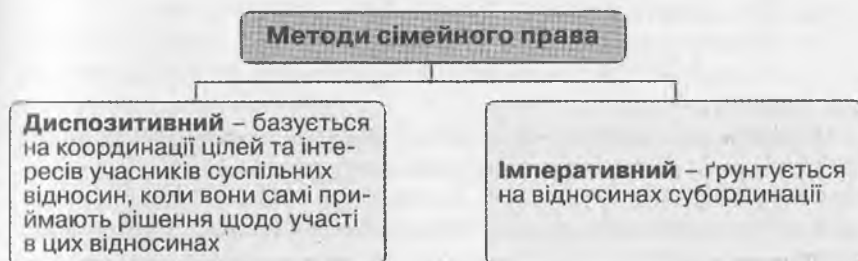 Методи сімейного права
Диспозитивний – базується
на координації цілей та інте-
ресів учасників суспільних
відносин, коли вони самі при-
ймають рішення щодо участі
в цих відносинах
Імперативний – ґрунтується
на відносинах субординації